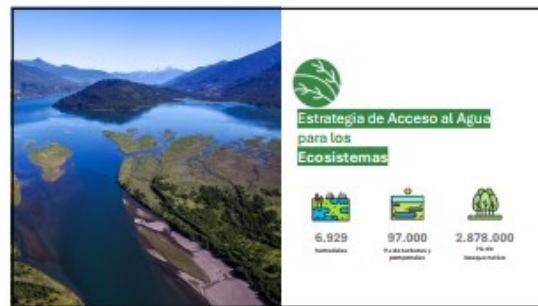 Estrategia de Acceso al Agua
para los
Ecosistemas
6.929
humedales
97.000
Ha de turberas y
pomponales
2.878.000
Ha de
bosque nativo